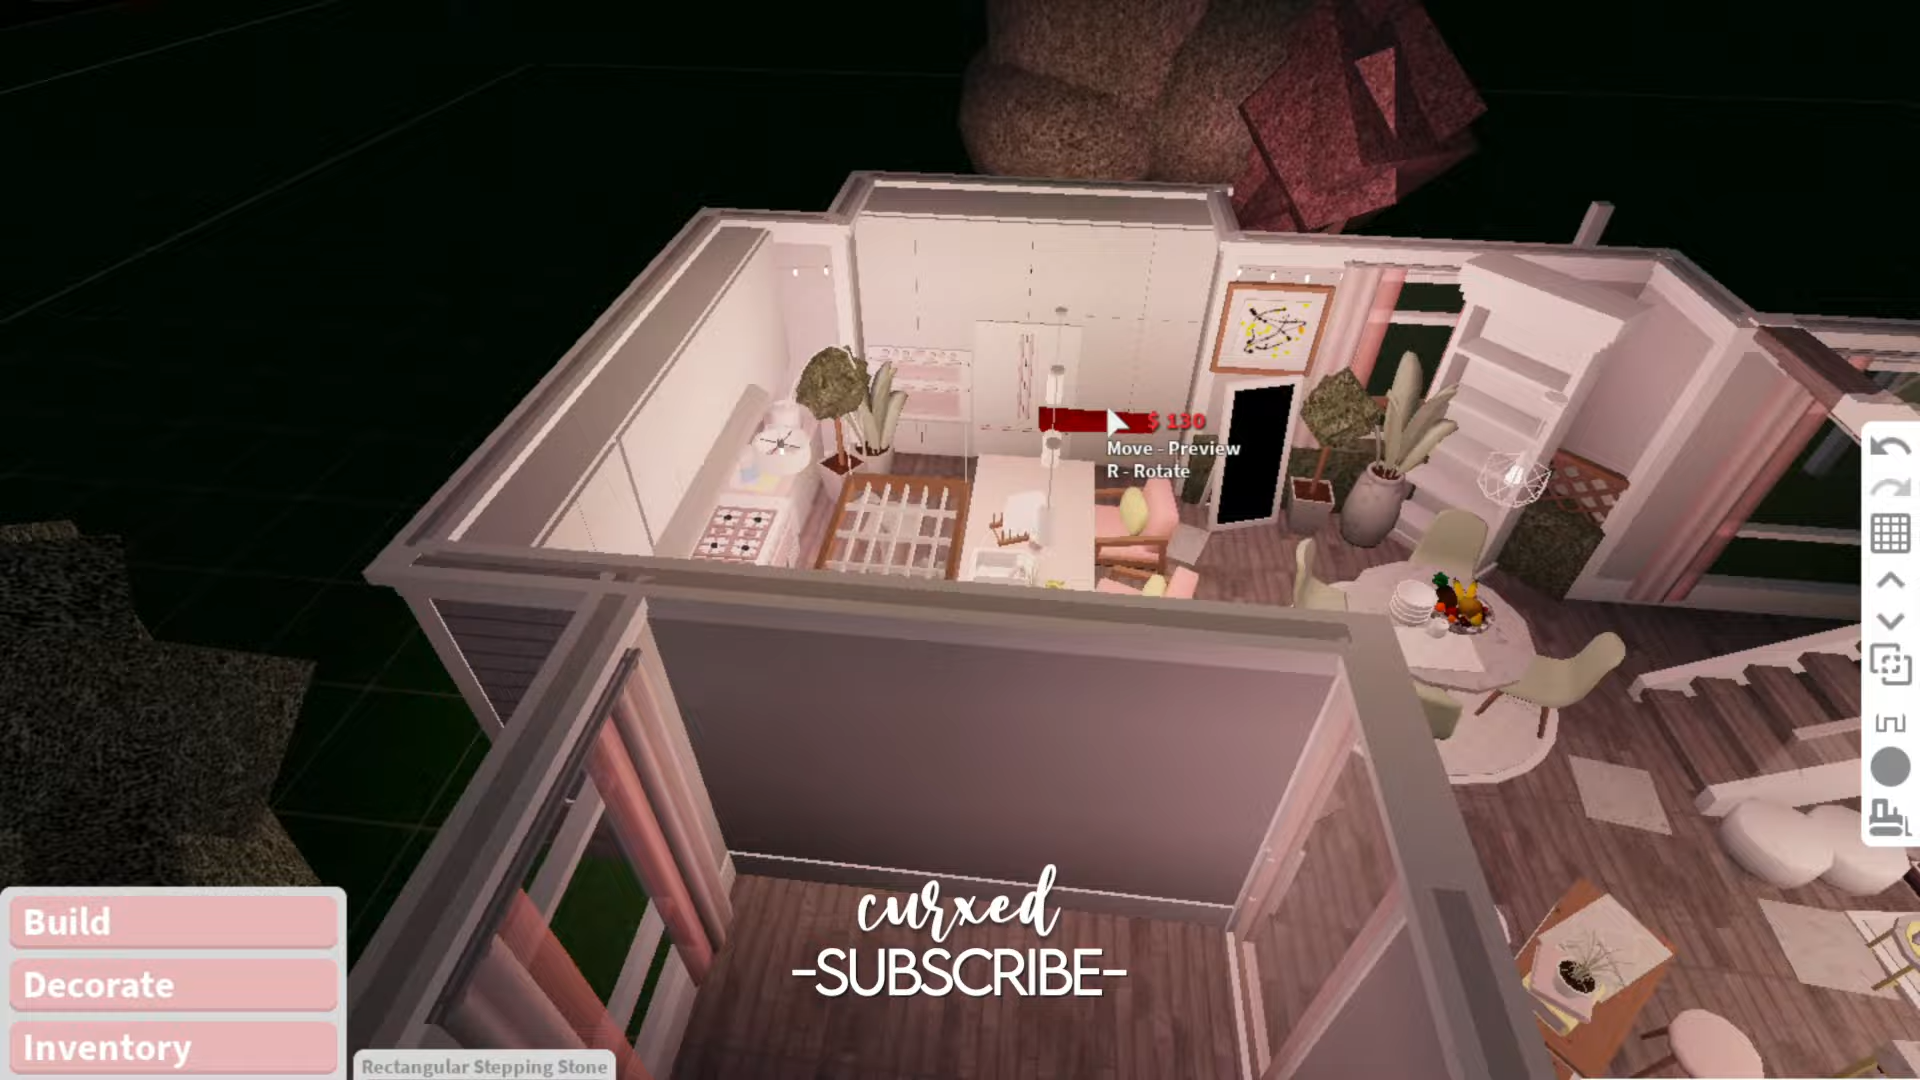 $ 130
Move - Preview
R - Rotate
curxed
-SUBSCRIBE-
Build
Decorate
Inventory
Rectangular Stepping Stone